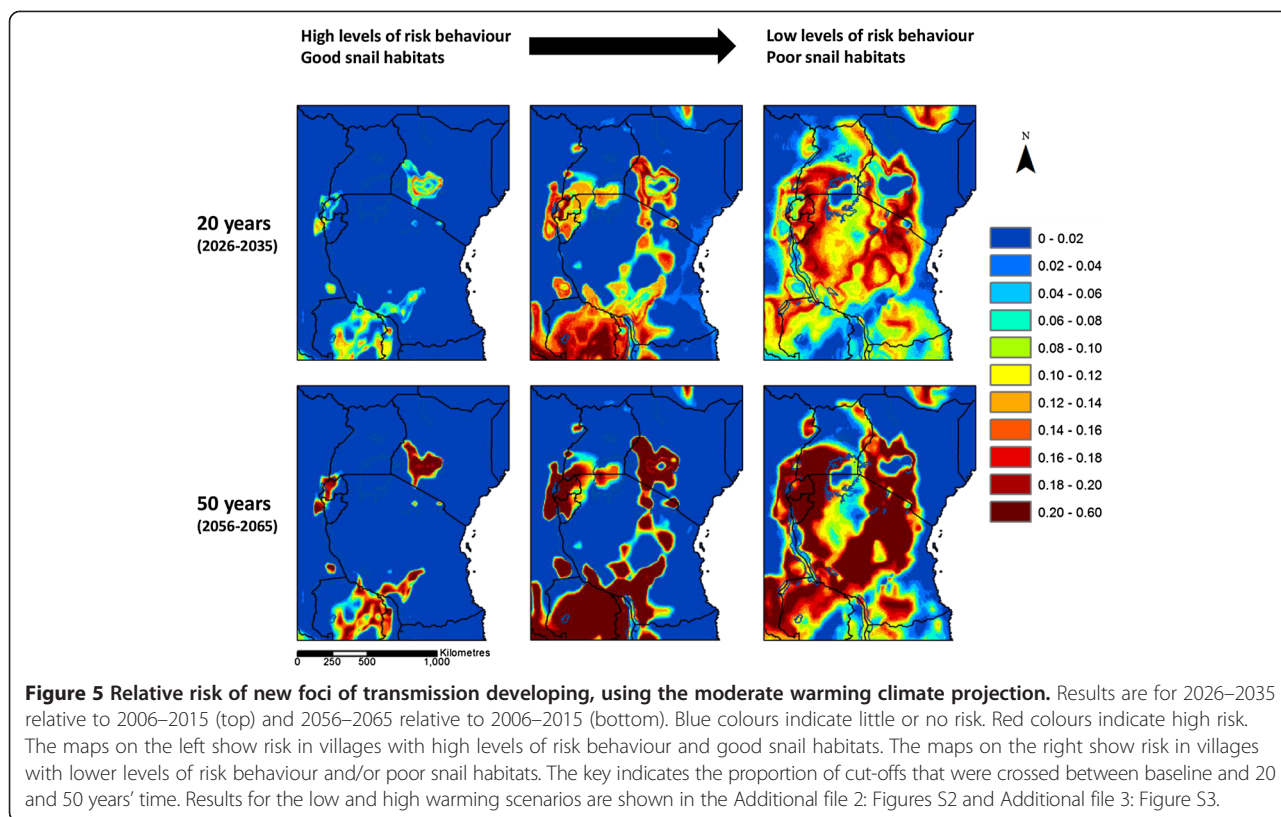 High levels of risk behaviour
Good snail habitats
Low levels of risk behaviour
Poor snail habitats
N
20 years
(2026-2035)
0 - 0.02
0.02 - 0.04
0.04 - 0.06
0.06 - 0.08
0.08 - 0.10
0.10 - 0.12
0.12 - 0.14
0.14 - 0.16
0.16 - 0.18
0.18 - 0.20
0.20 - 0.60
50 years
(2056-2065)
Kilometres
0 250 500 1,000
Figure 5 Relative risk of new foci of transmission developing, using the moderate warming climate projection. Results are for 2026–2035
relative to 2006–2015 (top) and 2056–2065 relative to 2006–2015 (bottom). Blue colours indicate little or no risk. Red colours indicate high risk.
The maps on the left show risk in villages with high levels of risk behaviour and good snail habitats. The maps on the right show risk in villages
with lower levels of risk behaviour and/or poor snail habitats. The key indicates the proportion of cut-offs that were crossed between baseline and 20
and 50 years' time. Results for the low and high warming scenarios are shown in the Additional file 2: Figures S2 and Additional file 3: Figure S3.